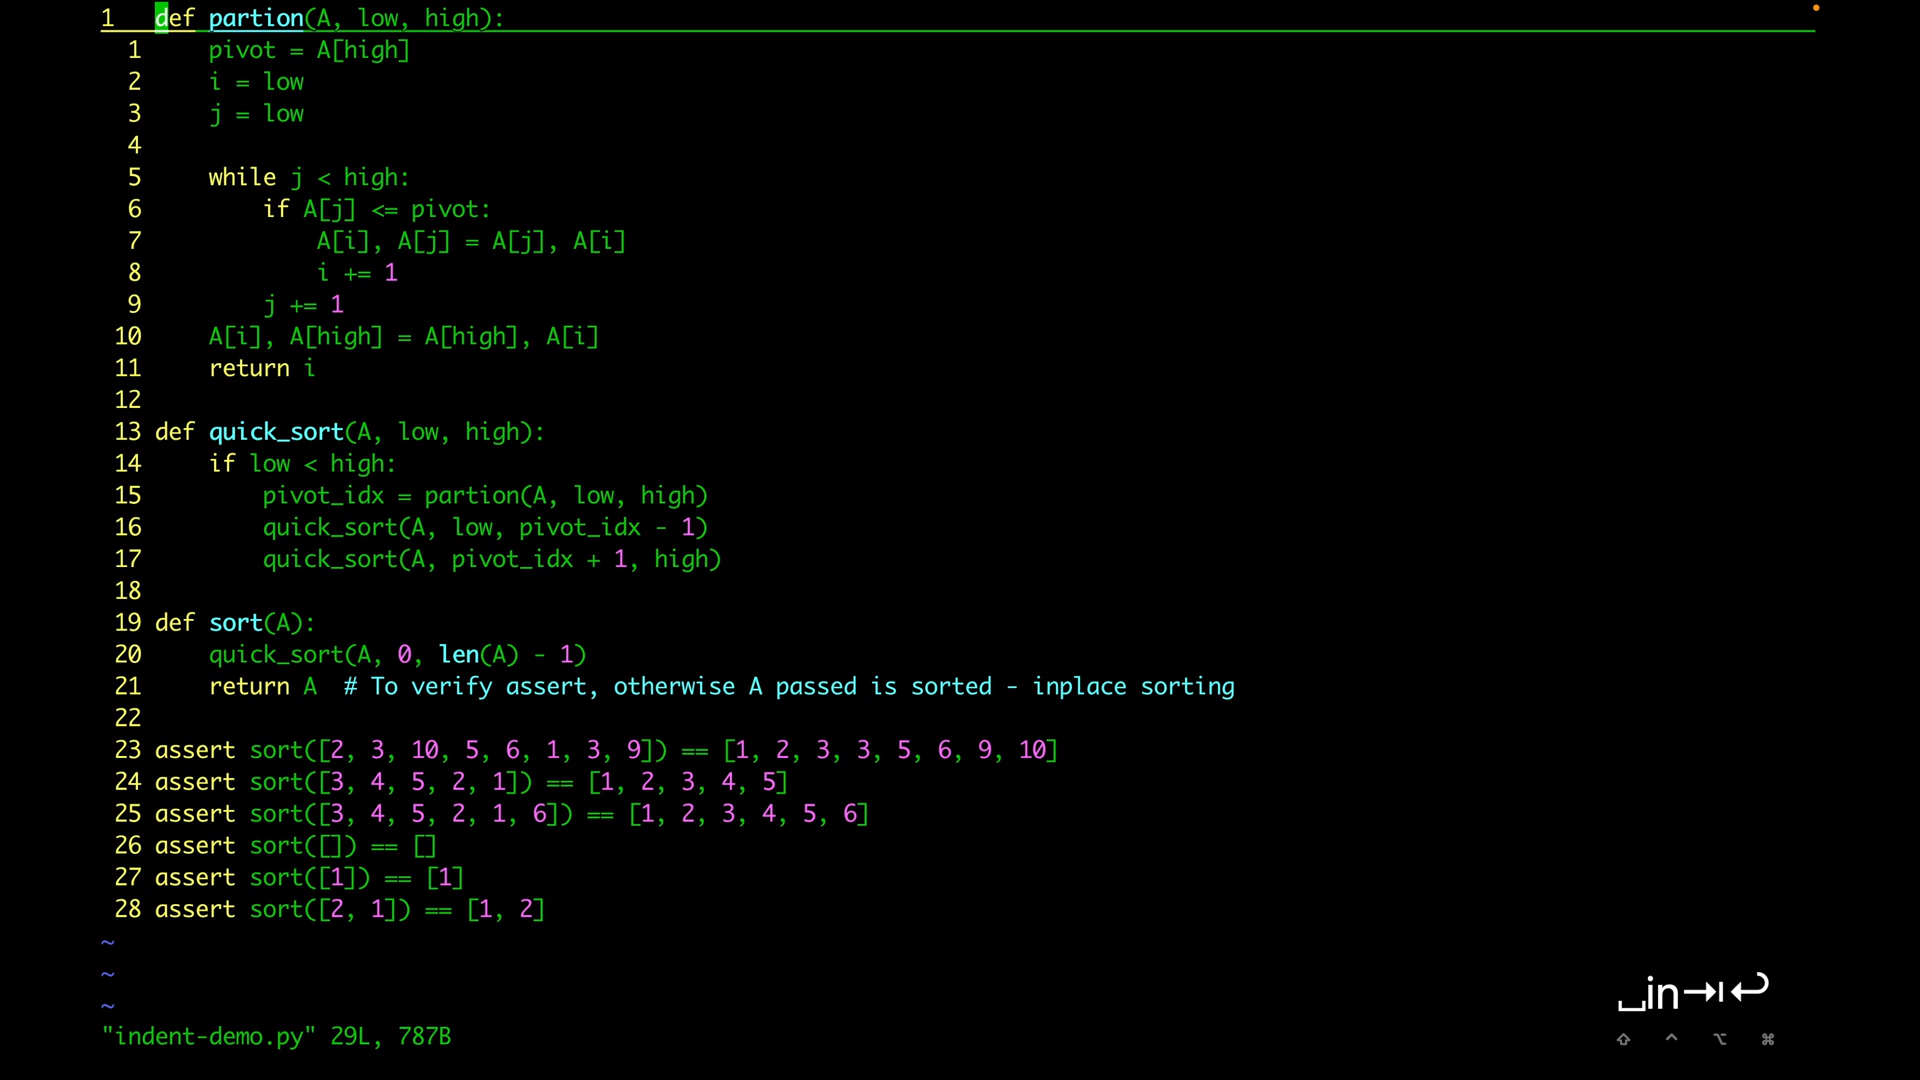 1   def partion(A, low, high):
  1     pivot = A[high]
  2     i = low
  3     j = low
  4
  5     while j < high:
  6         if A[j] <= pivot:
  7             A[i], A[j] = A[j], A[i]
  8             i += 1
  9         j += 1
 10     A[i], A[high] = A[high], A[i]
 11     return i
 12
 13 def quick_sort(A, low, high):
 14     if low < high:
 15         pivot_idx = partion(A, low, high)
 16         quick_sort(A, low, pivot_idx - 1)
 17         quick_sort(A, pivot_idx + 1, high)
 18
 19 def sort(A):
 20     quick_sort(A, 0, len(A) - 1)
 21     return A  # To verify assert, otherwise A passed is sorted - inplace sorting
 22
 23 assert sort([2, 3, 10, 5, 6, 1, 3, 9]) == [1, 2, 3, 3, 5, 6, 9, 10]
 24 assert sort([3, 4, 5, 2, 1]) == [1, 2, 3, 4, 5]
 25 assert sort([3, 4, 5, 2, 1, 6]) == [1, 2, 3, 4, 5, 6]
 26 assert sort([]) == []
 27 assert sort([1]) == [1]
 28 assert sort([2, 1]) == [1, 2]
~
~
~
␣in⇥↩
"indent-demo.py" 29L, 787B
⇧ ^ ⌥ ⌘